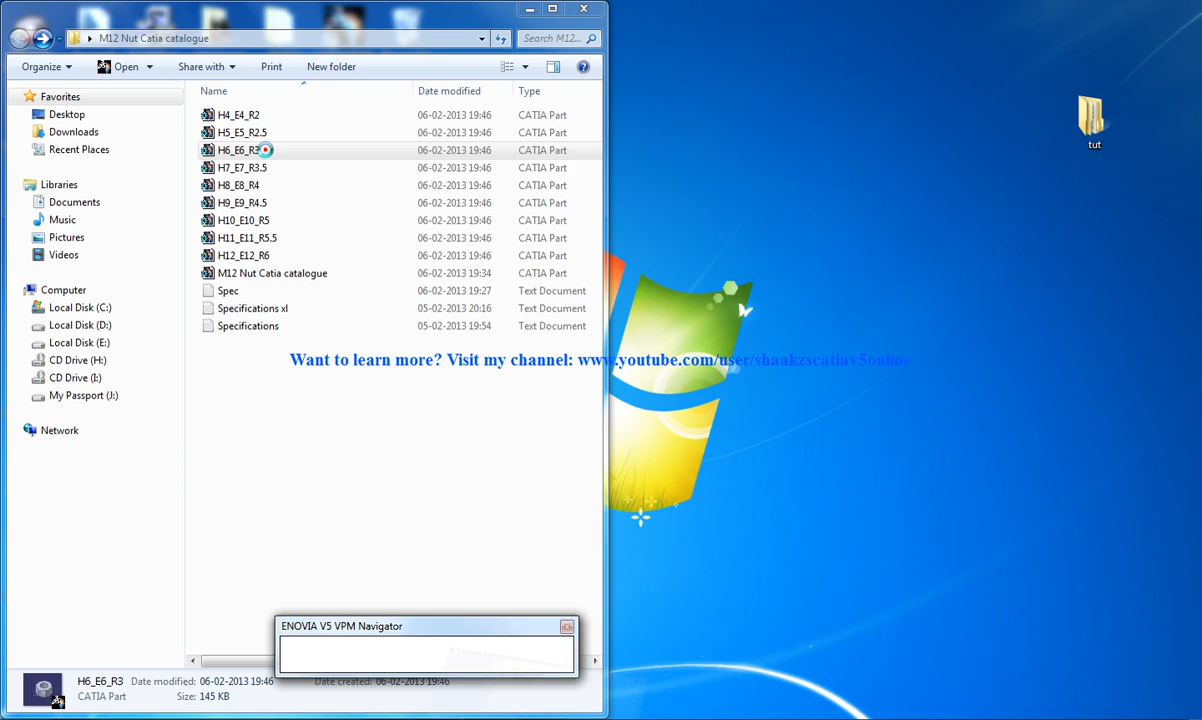 M12 Nut Catia catalogue
Search M12...
Organize
Open
Share with
Print
New folder
Name
Date modified
Type
Favorites
Desktop
Downloads
Recent Places
Libraries
Documents
Music
Pictures
Videos
Computer
Local Disk (C:)
Local Disk (D:)
Local Disk (E:)
CD Drive (H:)
CD Drive (I:)
My Passport (J:)
Network
H4_E4_R2 06-02-2013 19:46 CATIA Part
H5_E5_R2.5 06-02-2013 19:46 CATIA Part
H6_E6_R3 06-02-2013 19:46 CATIA Part
H7_E7_R3.5 06-02-2013 19:46 CATIA Part
H8_E8_R4 06-02-2013 19:46 CATIA Part
H9_E9_R4.5 06-02-2013 19:46 CATIA Part
H10_E10_R5 06-02-2013 19:46 CATIA Part
H11_E11_R5.5 06-02-2013 19:46 CATIA Part
H12_E12_R6 06-02-2013 19:46 CATIA Part
M12 Nut Catia catalogue 06-02-2013 19:34 CATIA Part
Spec 06-02-2013 19:27 Text Document
Specifications xl 05-02-2013 20:16 Text Document
Specifications 05-02-2013 19:54 Text Document
tut
Want to learn more? Visit my channel: www.youtube.com/user/shaakzscatiav5online
ENOVIA V5 VPM Navigator
H6_E6_R3 Date modified: 06-02-2013 19:46 Date created: 06-02-2013 19:46
CATIA Part Size: 145 KB